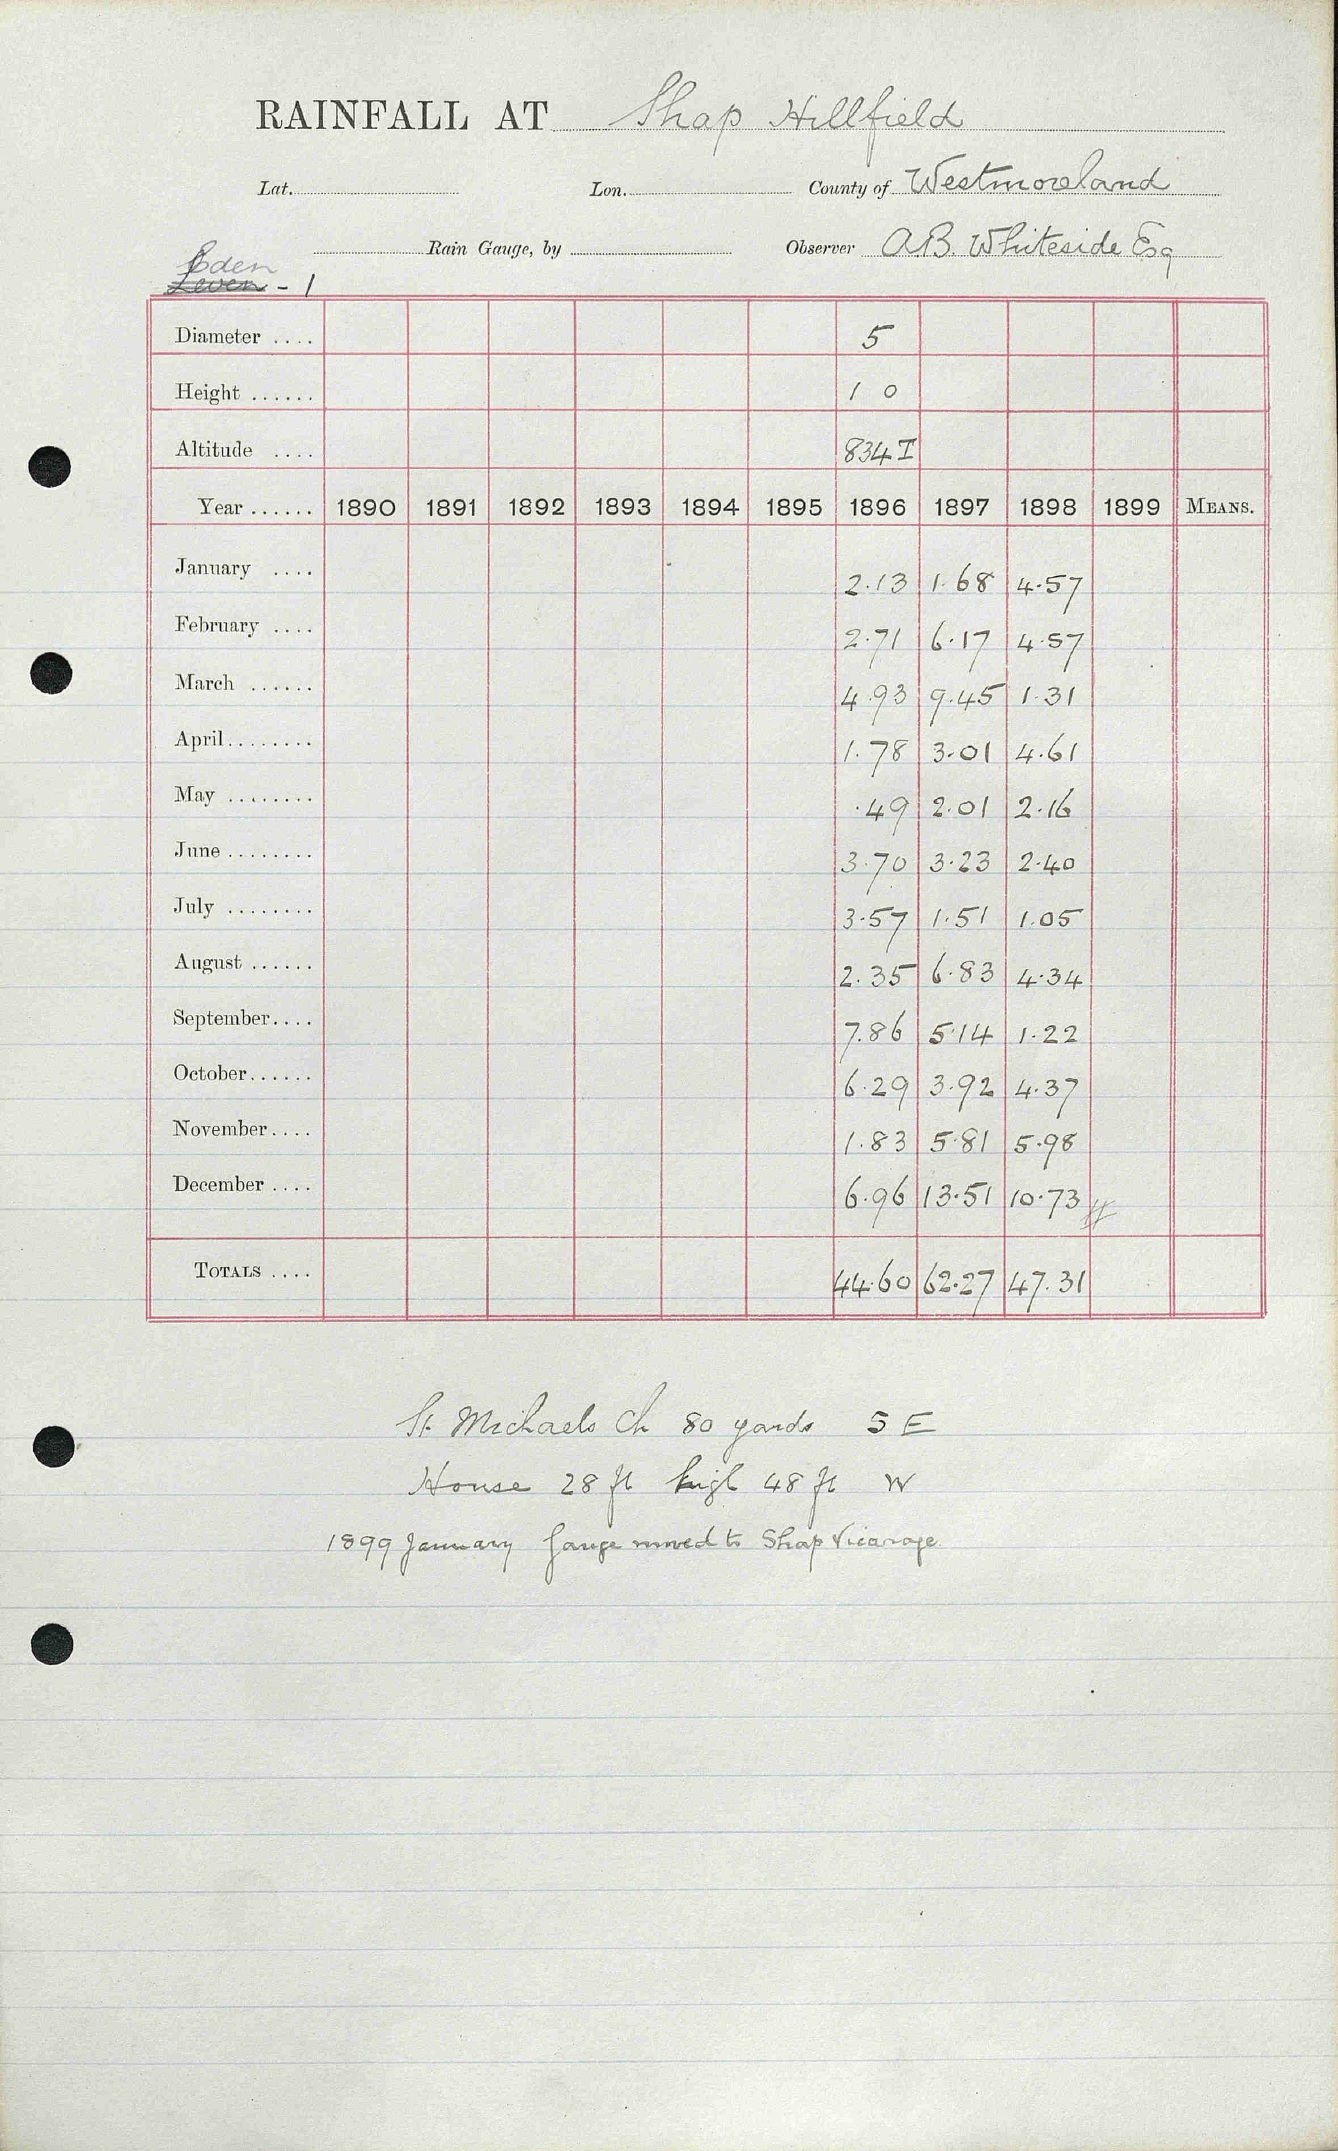 RAINFALL AT Shap Hillfield
Lat. Lon. County of Westmoreland
Rain Gauge, by Observer A.B. Whiteside Esq
Eden
Leven - 1
Diameter .... 5
Height ...... 1 0
Altitude .... 834 T
Year ...... 1890 1891 1892 1893 1894 1895 1896 1897 1898 1899 MEANS.
January .... 2.13 1.68 4.57
February .... 2.71 6.17 4.57
March ...... 4.93 9.45 1.31
April........ 1.78 3.01 4.61
May ........ .49 2.01 2.16
June ........ 3.70 3.23 2.40
July ........ 3.57 1.51 1.05
August ...... 2.35 6.83 4.34
September.... 7.86 5.14 1.22
October...... 6.29 3.92 4.37
November.... 1.83 5.81 5.98
December .... 6.96 13.51 10.73
TOTALS .... 44.60 62.27 47.31
St. Michaels Ch 80 yards S E
House 28 ft high 48 ft W
1899 January Gauge moved to Shap Vicarage